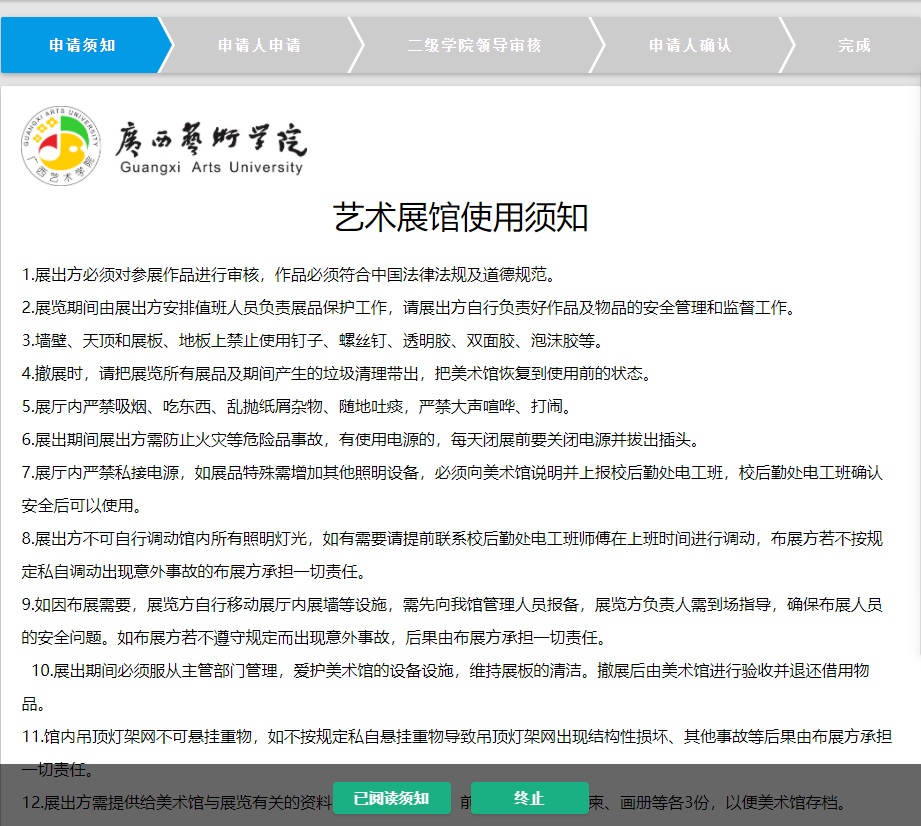 申请须知
申请人申请
二级学院领导审核
申请人确认
完成
GUANGXI ARTS UNIVERSITY
广西艺术学院
廣西藝術学院
Guangxi Arts University
艺术展馆使用须知
1.展出方必须对参展作品进行审核，作品必须符合中国法律法规及道德规范。
2.展览期间由展出方安排值班人员负责展品保护工作，请展出方自行负责好作品及物品的安全管理和监督工作。
3.墙壁、天顶和展板、地板上禁止使用钉子、螺丝钉、透明胶、双面胶、泡沫胶等。
4.撤展时，请把展览所有展品及期间产生的垃圾清理带出，把美术馆恢复到使用前的状态。
5.展厅内严禁吸烟、吃东西、乱抛纸屑杂物、随地吐痰，严禁大声喧哗、打闹。
6.展出期间展出方需防止火灾等危险品事故，有使用电源的，每天闭展前要关闭电源并拔出插头。
7.展厅内严禁私接电源，如展品特殊需增加其他照明设备，必须向美术馆说明并上报校后勤处电工班，校后勤处电工班确认
安全后可以使用。
8.展出方不可自行调动馆内所有照明灯光，如有需要请提前联系校后勤处电工班师傅在上班时间进行调动，布展方若不按规
定私自调动出现意外事故的布展方承担一切责任。
9.如因布展需要，展览方自行移动展厅内展墙等设施，需先向我馆管理人员报备，展览方负责人需到场指导，确保布展人员
的安全问题。如布展方若不遵守规定而出现意外事故，后果由布展方承担一切责任。
10.展出期间必须服从主管部门管理，爱护美术馆的设备设施，维持展板的清洁。撤展后由美术馆进行验收并退还借用物
品。
11.馆内吊顶灯架网不可悬挂重物，如不按规定私自悬挂重物导致吊顶灯架网出现结构性损坏、其他事故等后果由布展方承担
一切责任。
12.展出方需提供给美术馆与展览有关的资料 前 柬、画册等各3份，以便美术馆存档。
已阅读须知
终止